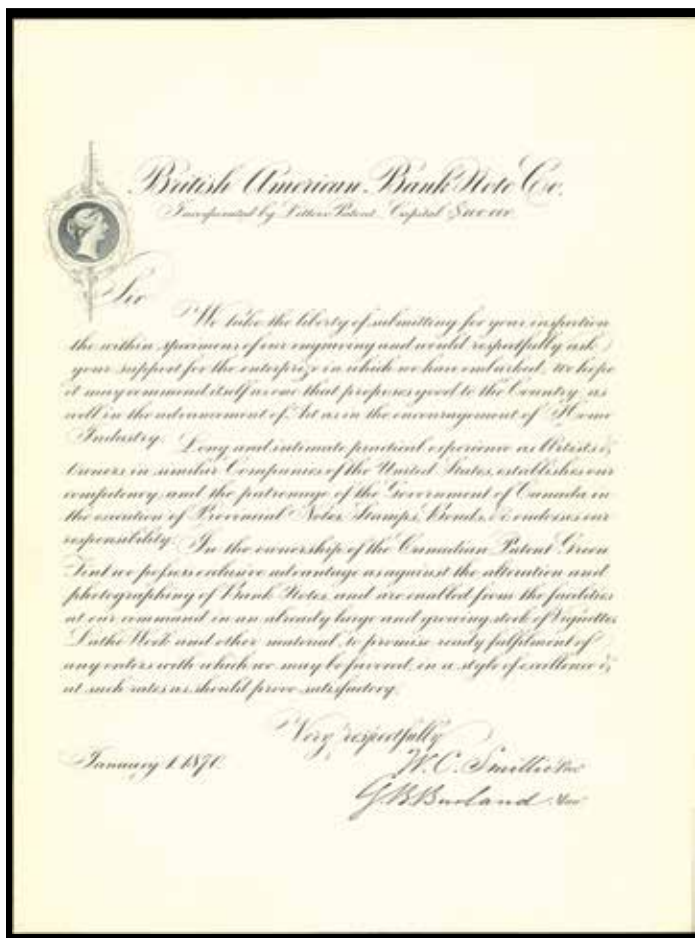 British American Bank Note Co.
Incorporated by Letters Patent. Capital $100.000.
Sir
We take the liberty of submitting for your inspection
the within specimens of our engraving and would respectfully ask
your support for the enterprize in which we have embarked, we hope
it may commend itself as one that proposes good to the Country, as
well in the advancement of Art as in the encouragement of Home
Industry. Long and intimate practical experience as Artists &
Owners in similar Companies of the United States, establishes our
competency, and the patronage of the Government of Canada in
the execution of Provincial Notes, Stamps, Bonds, &c endorses our
responsibility. In the ownership of the Canadian Patent Green
Tint we possess exclusive advantage as against the alteration and
photographing of Bank Notes, and are enabled from the facilities
at our command in an already large and growing stock of Vignettes
Lathe Work and other material, to promise ready fulfilment of
any orders with which we may be favored, in a style of excellence &
at such rates as should prove satisfactory.
Very respectfully
January 1. 1870.
W. C. Smillie
G. B. Burland